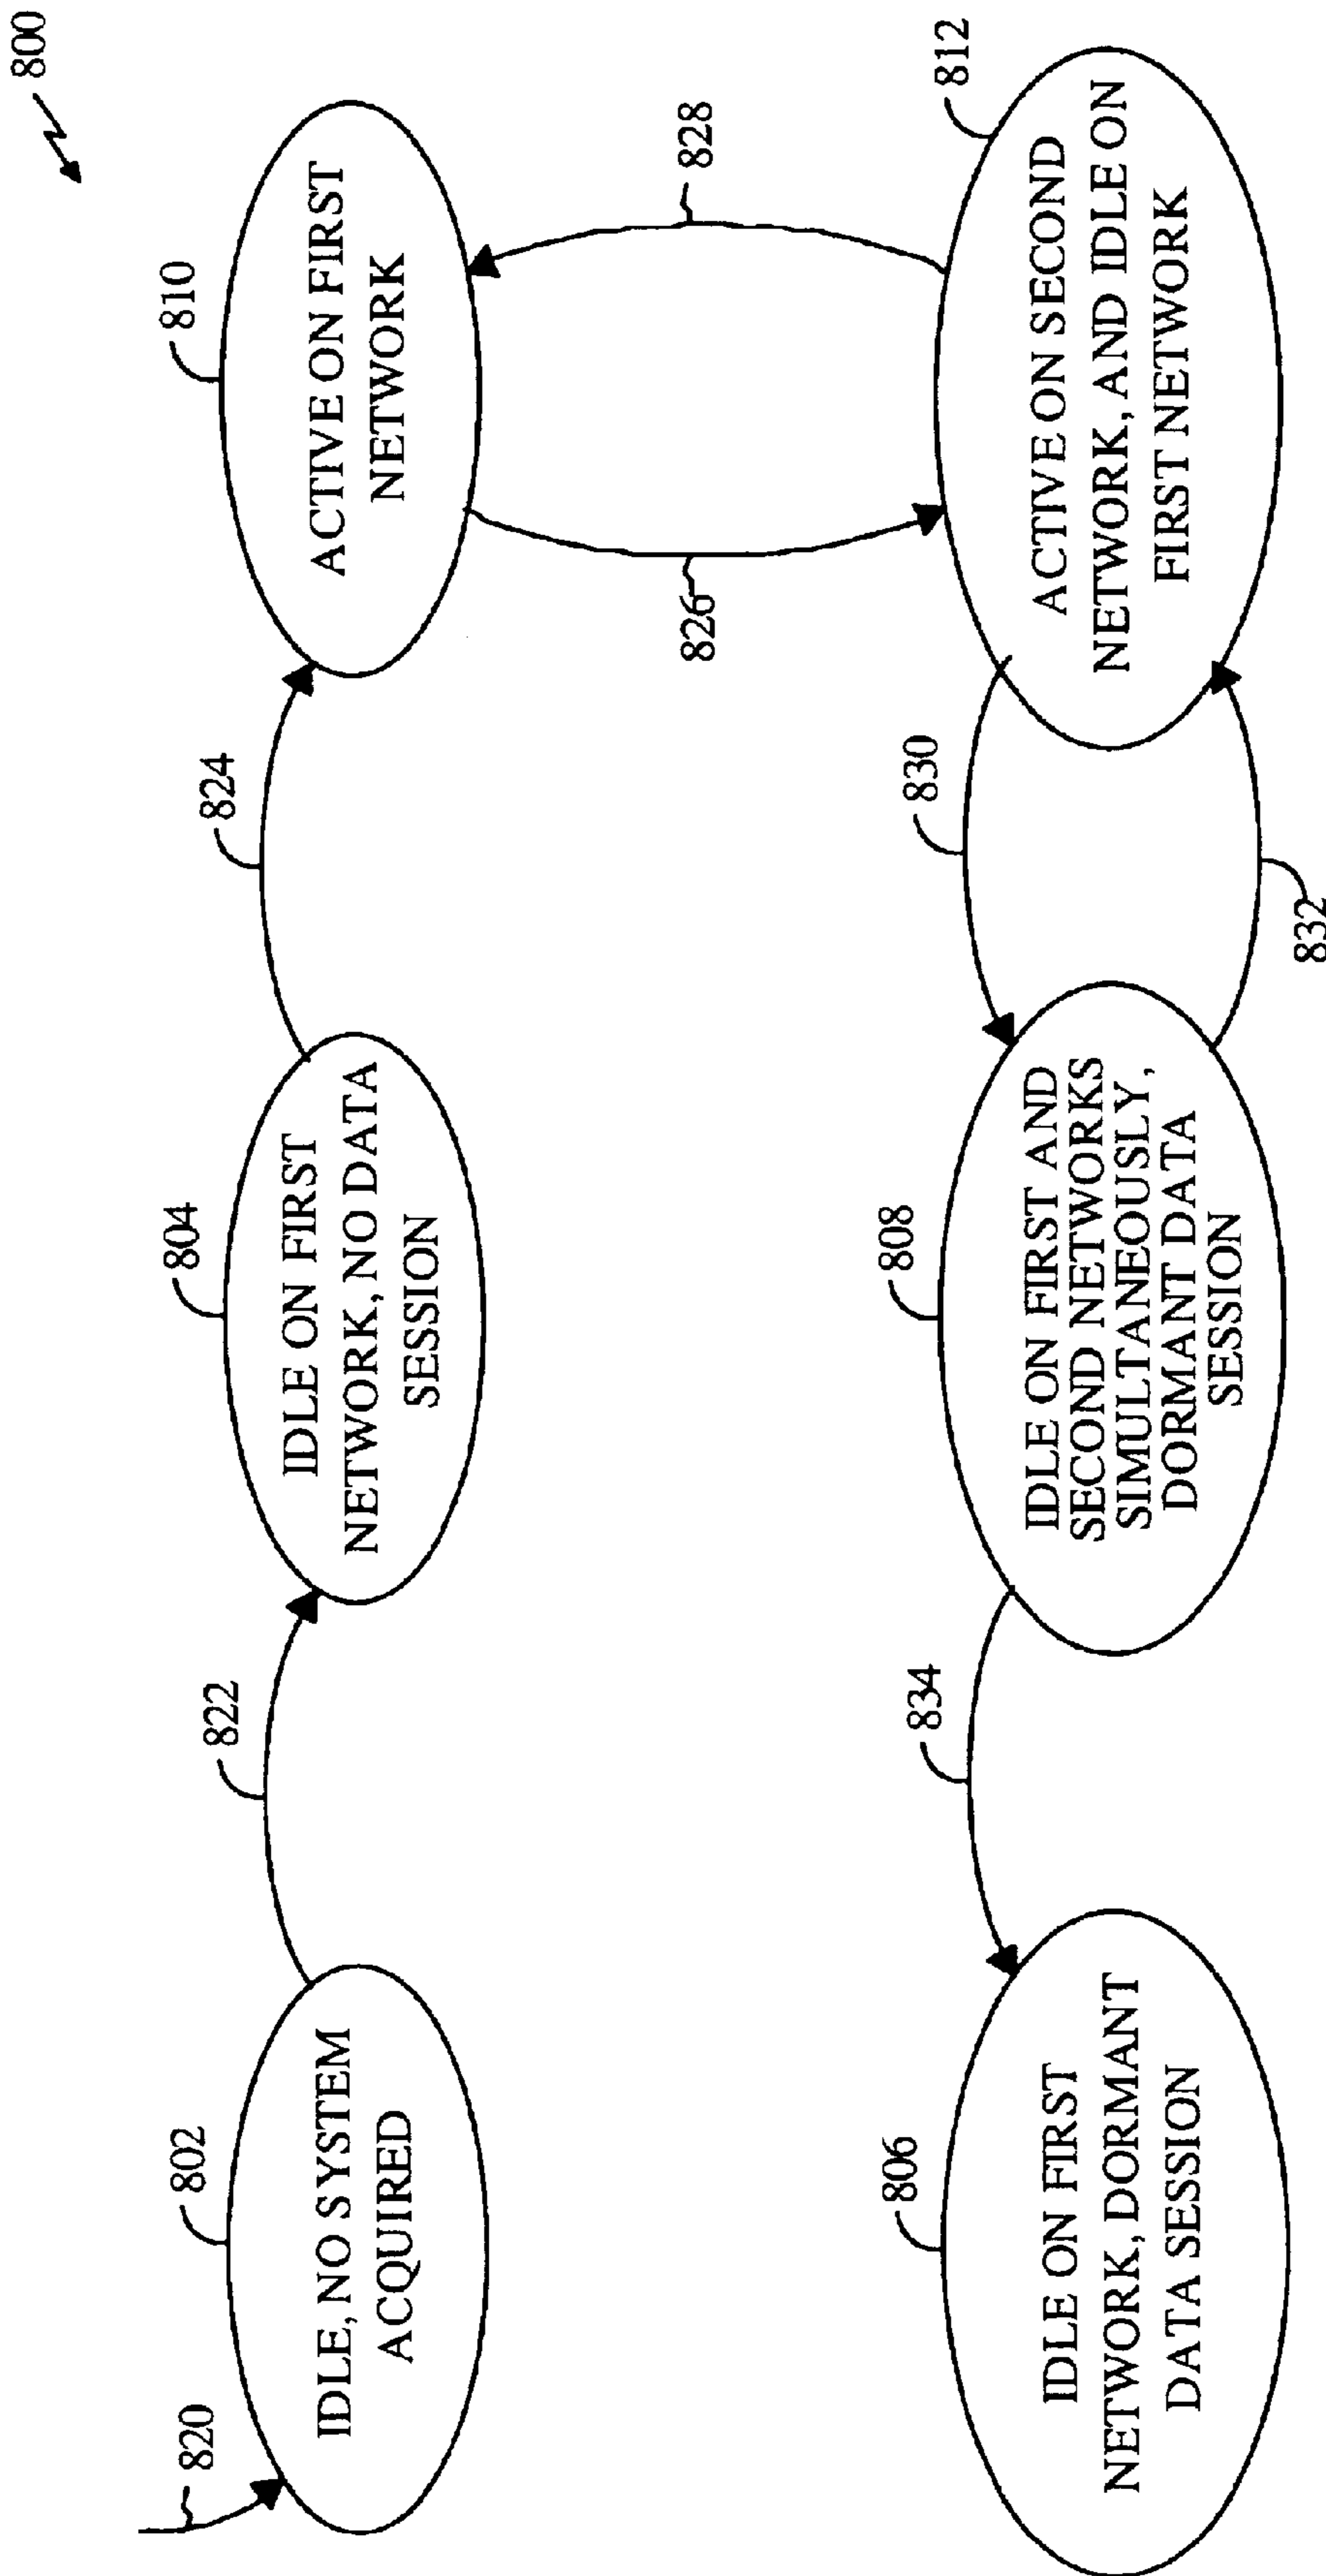 800
820
802
IDLE, NO SYSTEM
ACQUIRED
822
804
IDLE ON FIRST
NETWORK, NO DATA
SESSION
824
810
ACTIVE ON FIRST
NETWORK
826
828
806
IDLE ON FIRST
NETWORK, DORMANT
DATA SESSION
834
808
IDLE ON FIRST AND
SECOND NETWORKS
SIMULTANEOUSLY,
DORMANT DATA
SESSION
830
832
812
ACTIVE ON SECOND
NETWORK, AND IDLE ON
FIRST NETWORK